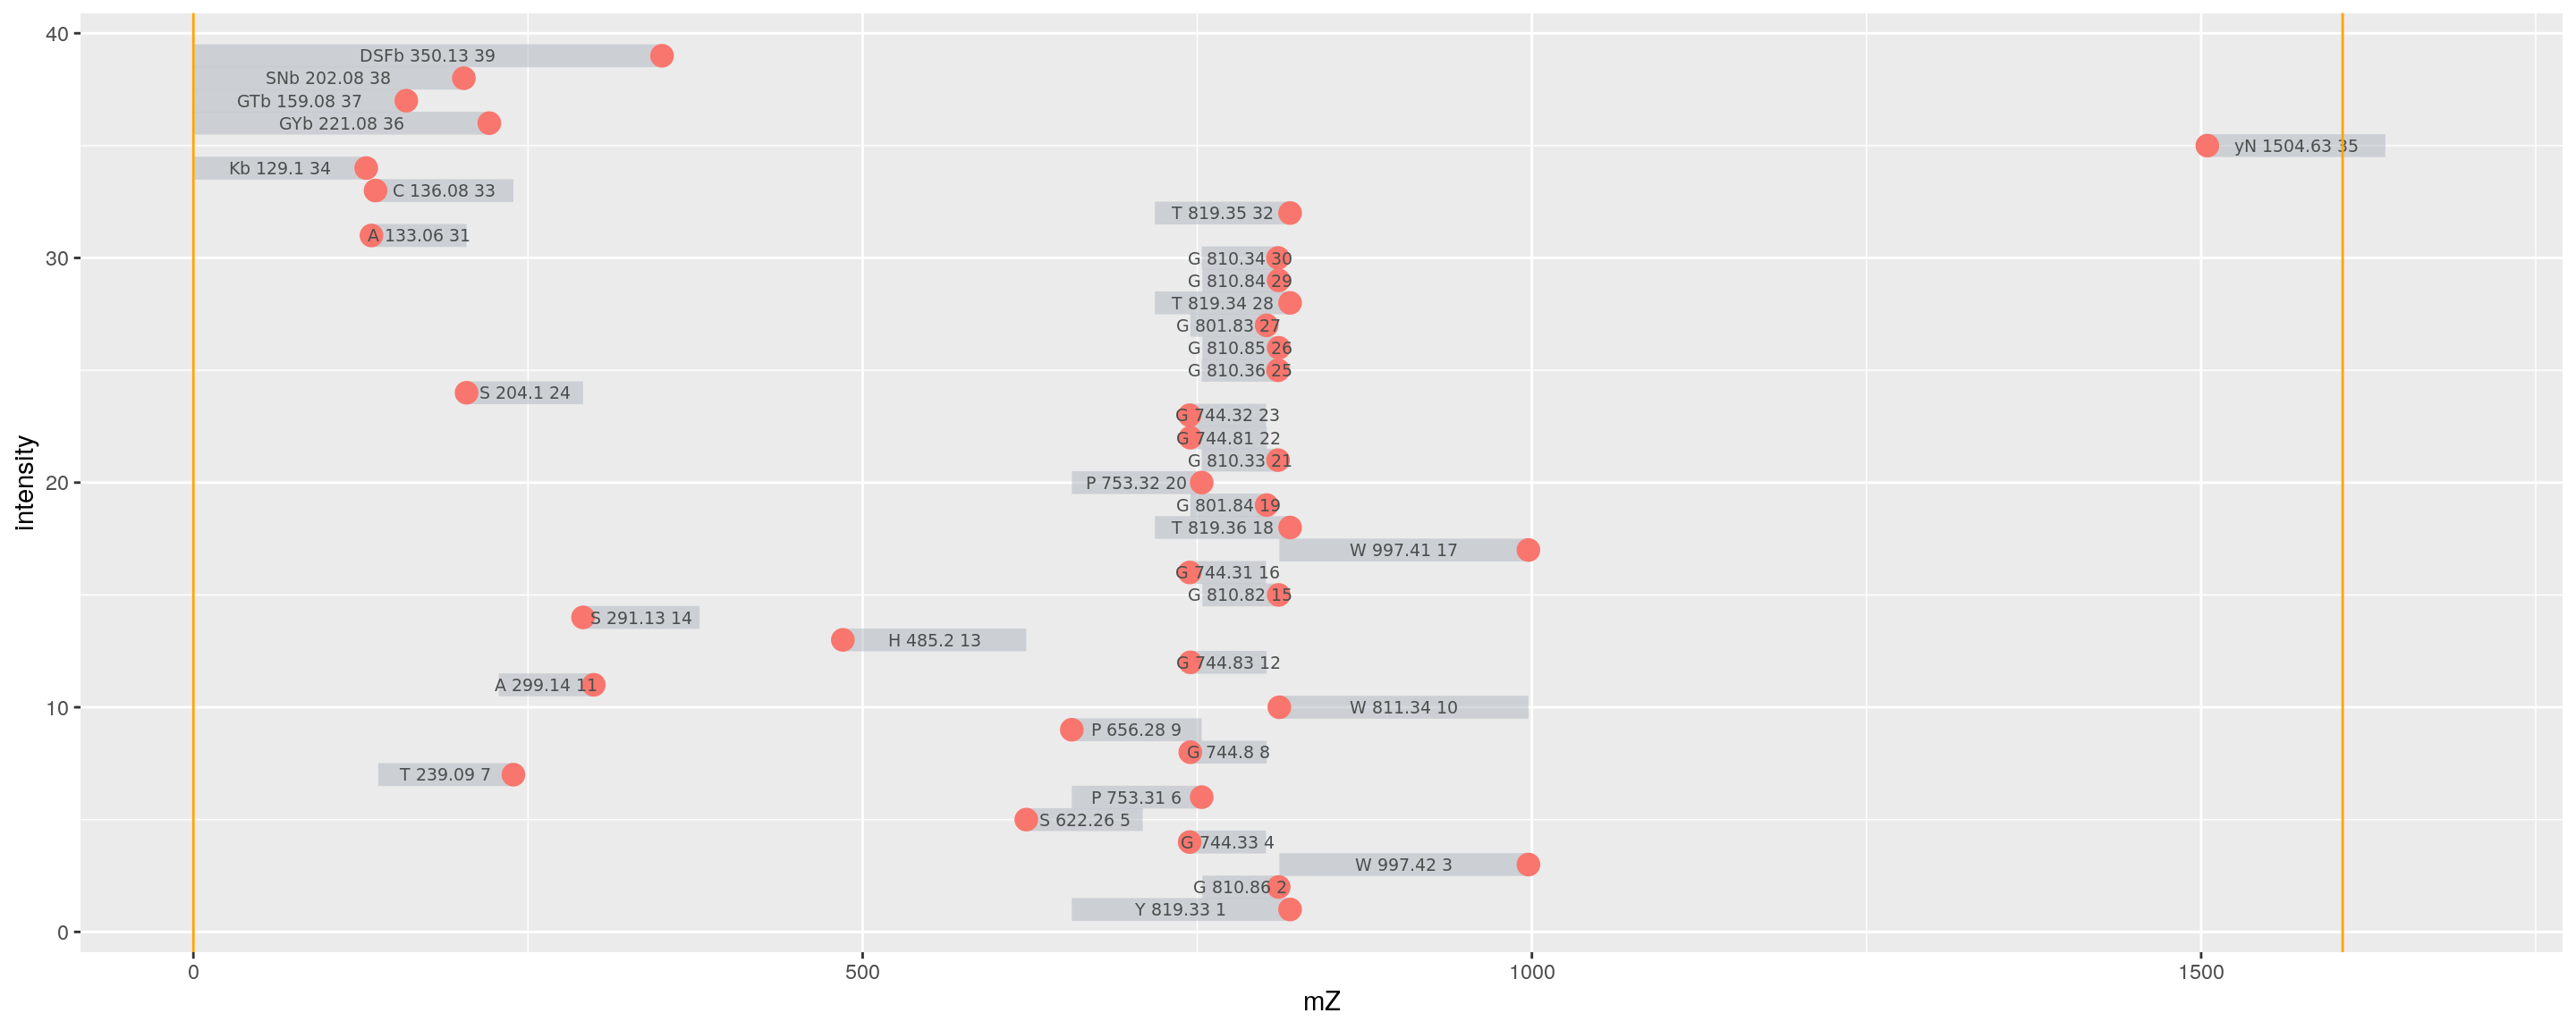 40
DSFb 350.13 39
SNb 202.08 38
GTb 159.08 37
GYb 221.08 36
yN 1504.63 35
Kb 129.1 34
C 136.08 33
T 819.35 32
A 133.06 31
30
G 810.34 30
G 810.84 29
T 819.34 28
G 801.83 27
G 810.85 26
G 810.36 25
S 204.1 24
G 744.32 23
G 744.81 22
G 810.33 21
20
P 753.32 20
G 801.84 19
T 819.36 18
W 997.41 17
G 744.31 16
G 810.82 15
S 291.13 14
H 485.2 13
G 744.83 12
A 299.14 11
10
W 811.34 10
P 656.28 9
G 744.8 8
T 239.09 7
P 753.31 6
S 622.26 5
G 744.33 4
W 997.42 3
G 810.86 2
Y 819.33 1
0
intensity
0 500 1000 1500
mZ